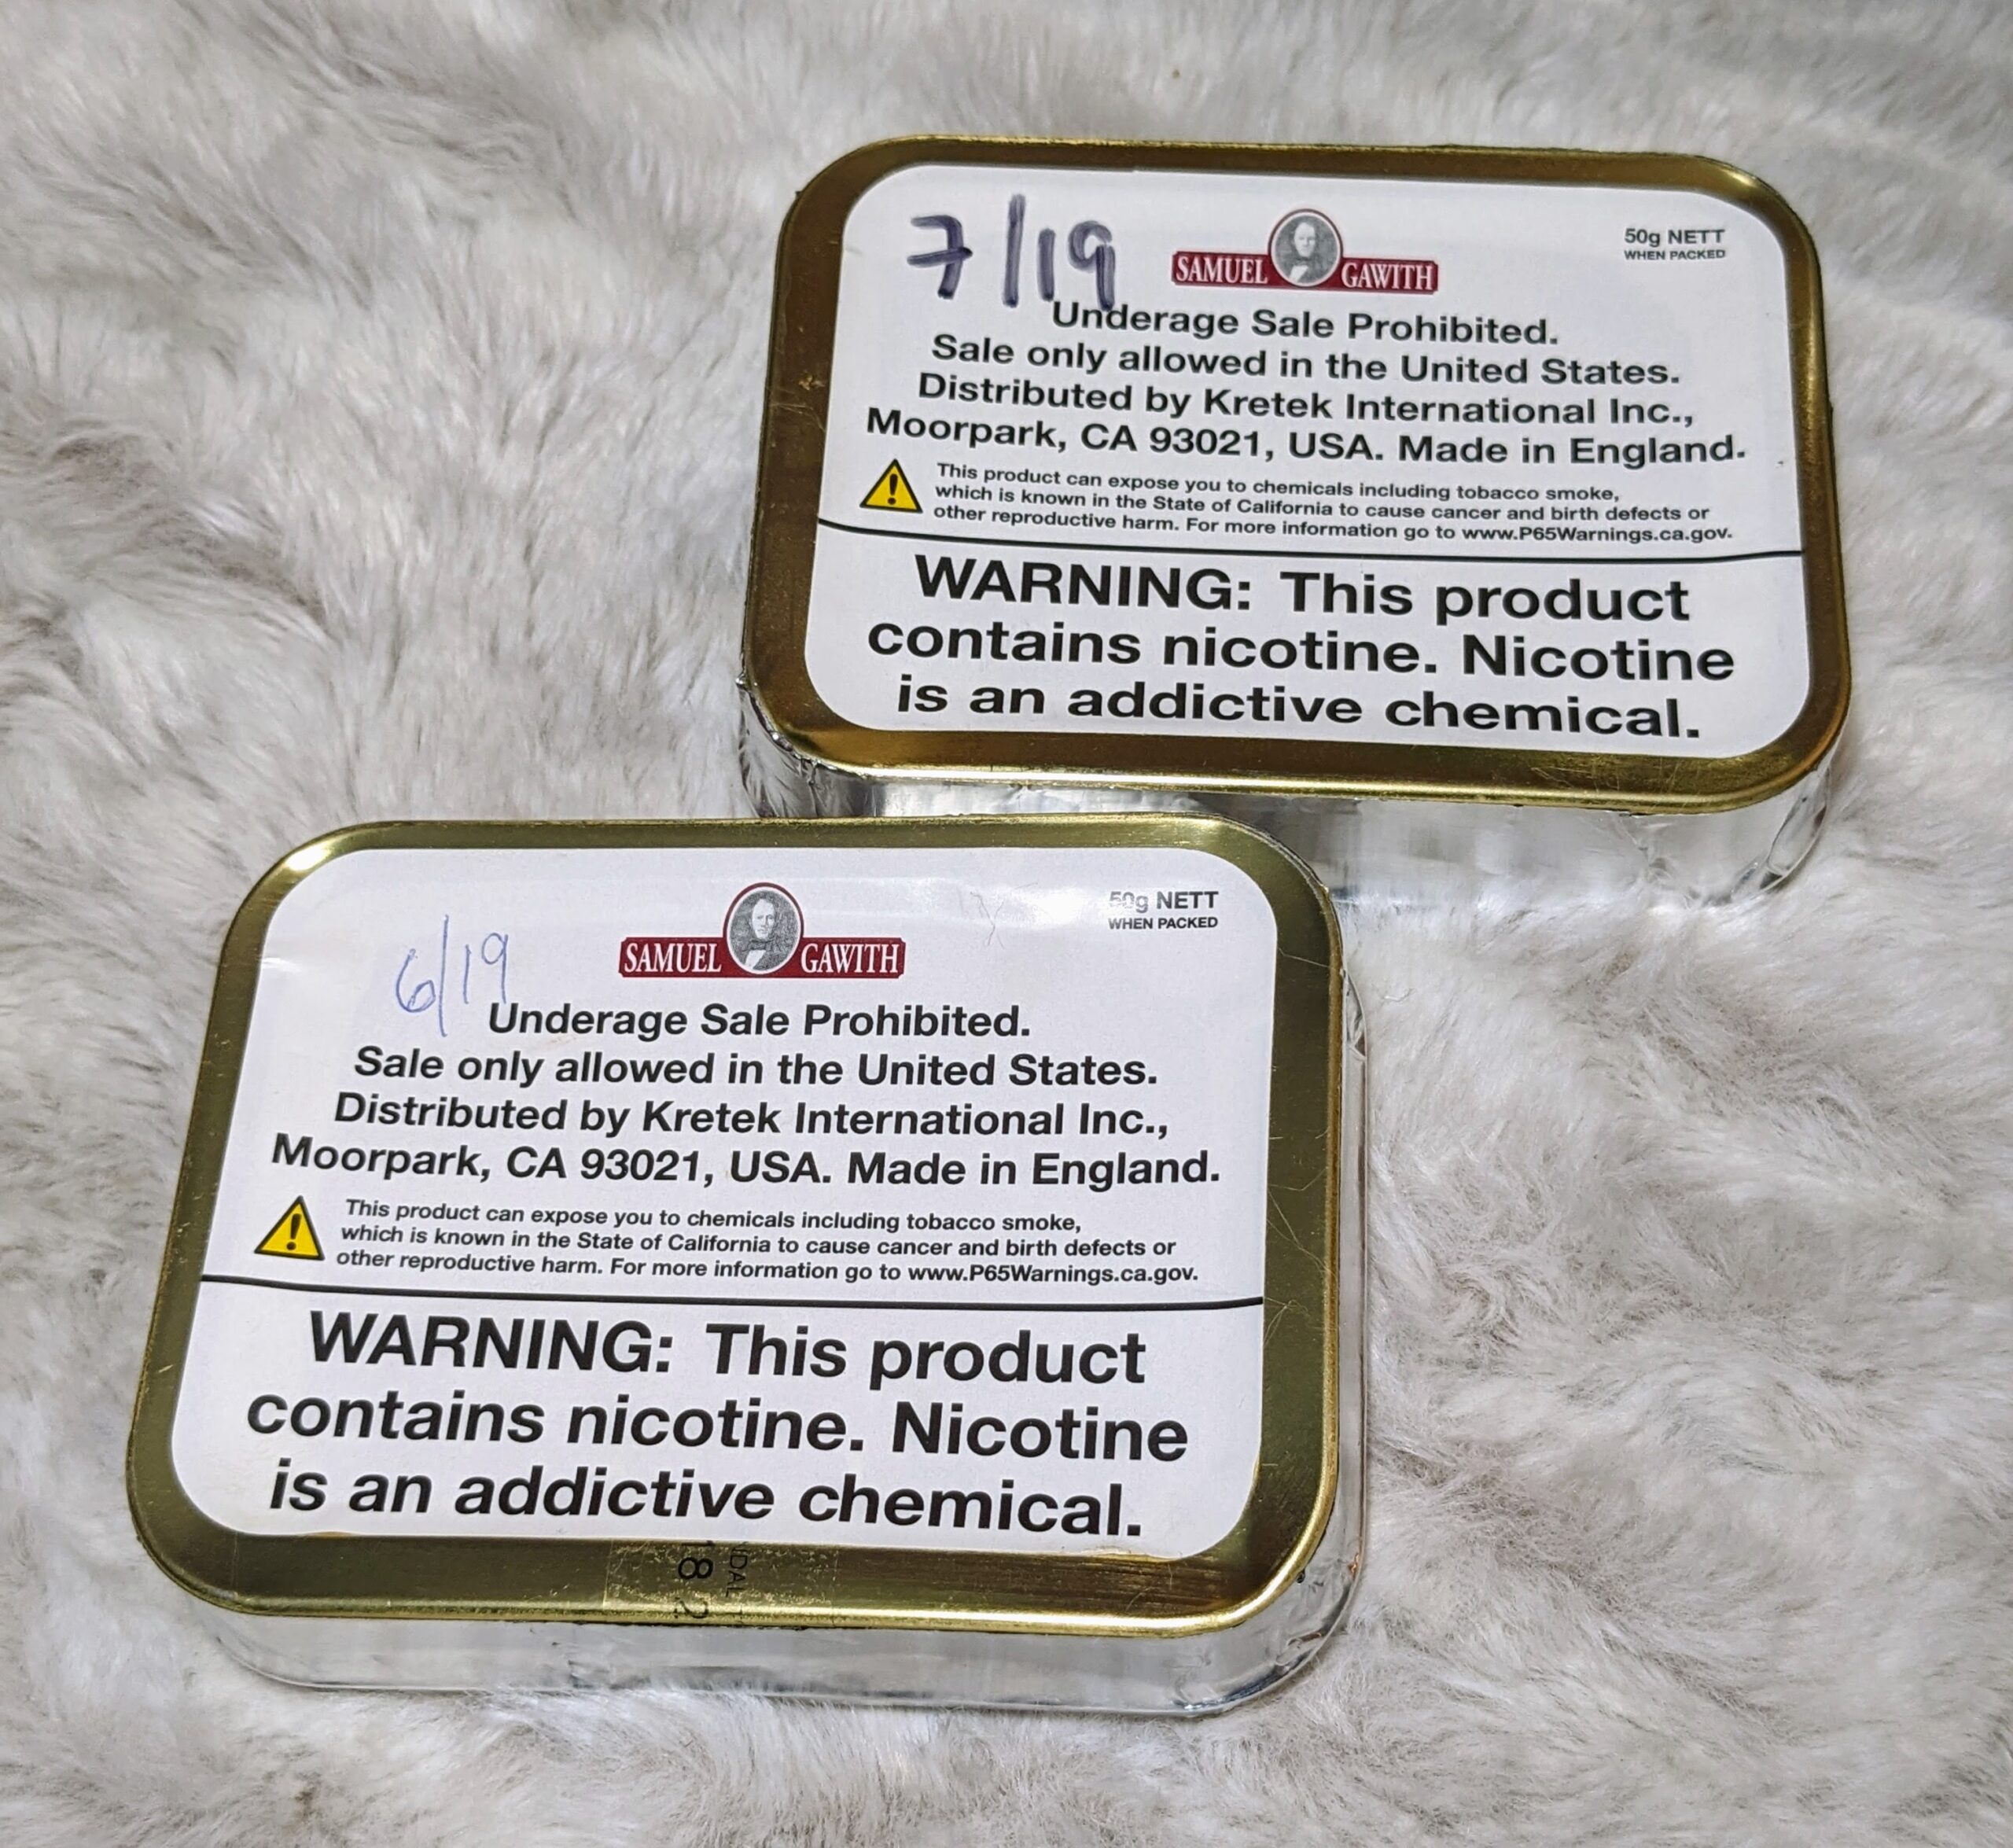 7/19
SAMUEL GAWITH
50g NETT
WHEN PACKED
Underage Sale Prohibited.
Sale only allowed in the United States.
Distributed by Kretek International Inc.,
Moorpark, CA 93021, USA. Made in England.
This product can expose you to chemicals including tobacco smoke,
which is known in the State of California to cause cancer and birth defects or
other reproductive harm. For more information go to www.P65Warnings.ca.gov.
WARNING: This product
contains nicotine. Nicotine
is an addictive chemical.
6/19
SAMUEL GAWITH
50g NETT
WHEN PACKED
Underage Sale Prohibited.
Sale only allowed in the United States.
Distributed by Kretek International Inc.,
Moorpark, CA 93021, USA. Made in England.
This product can expose you to chemicals including tobacco smoke,
which is known in the State of California to cause cancer and birth defects or
other reproductive harm. For more information go to www.P65Warnings.ca.gov.
WARNING: This product
contains nicotine. Nicotine
is an addictive chemical.